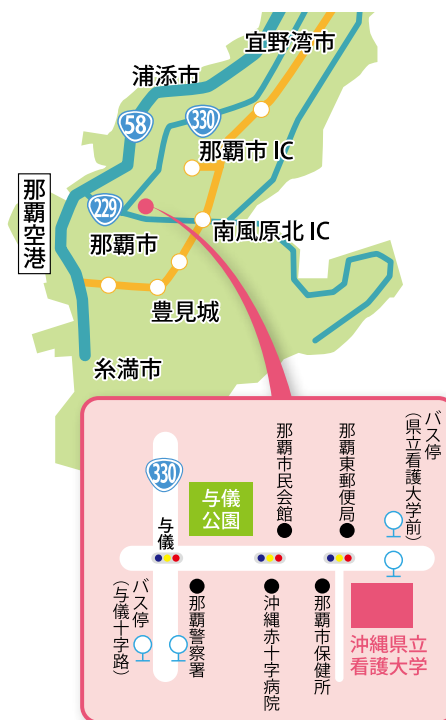 宜野湾市
浦添市
58
330
那覇市 IC
那覇空港
229
那覇市
南風原北 IC
豊見城
糸満市
330
与儀
与儀
公園
那覇市民会館
那覇東郵便局
バス停
(県立看護大学前)
バス停
(与儀十字路)
那覇警察署
沖縄赤十字病院
那覇市保健所
沖縄県立
看護大学